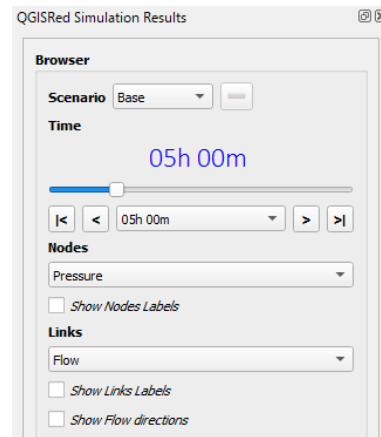 QGISRed Simulation Results
Browser
Scenario Base
Time
05h 00m
|< < 05h 00m > >|
Nodes
Pressure
Show Nodes Labels
Links
Flow
Show Links Labels
Show Flow directions